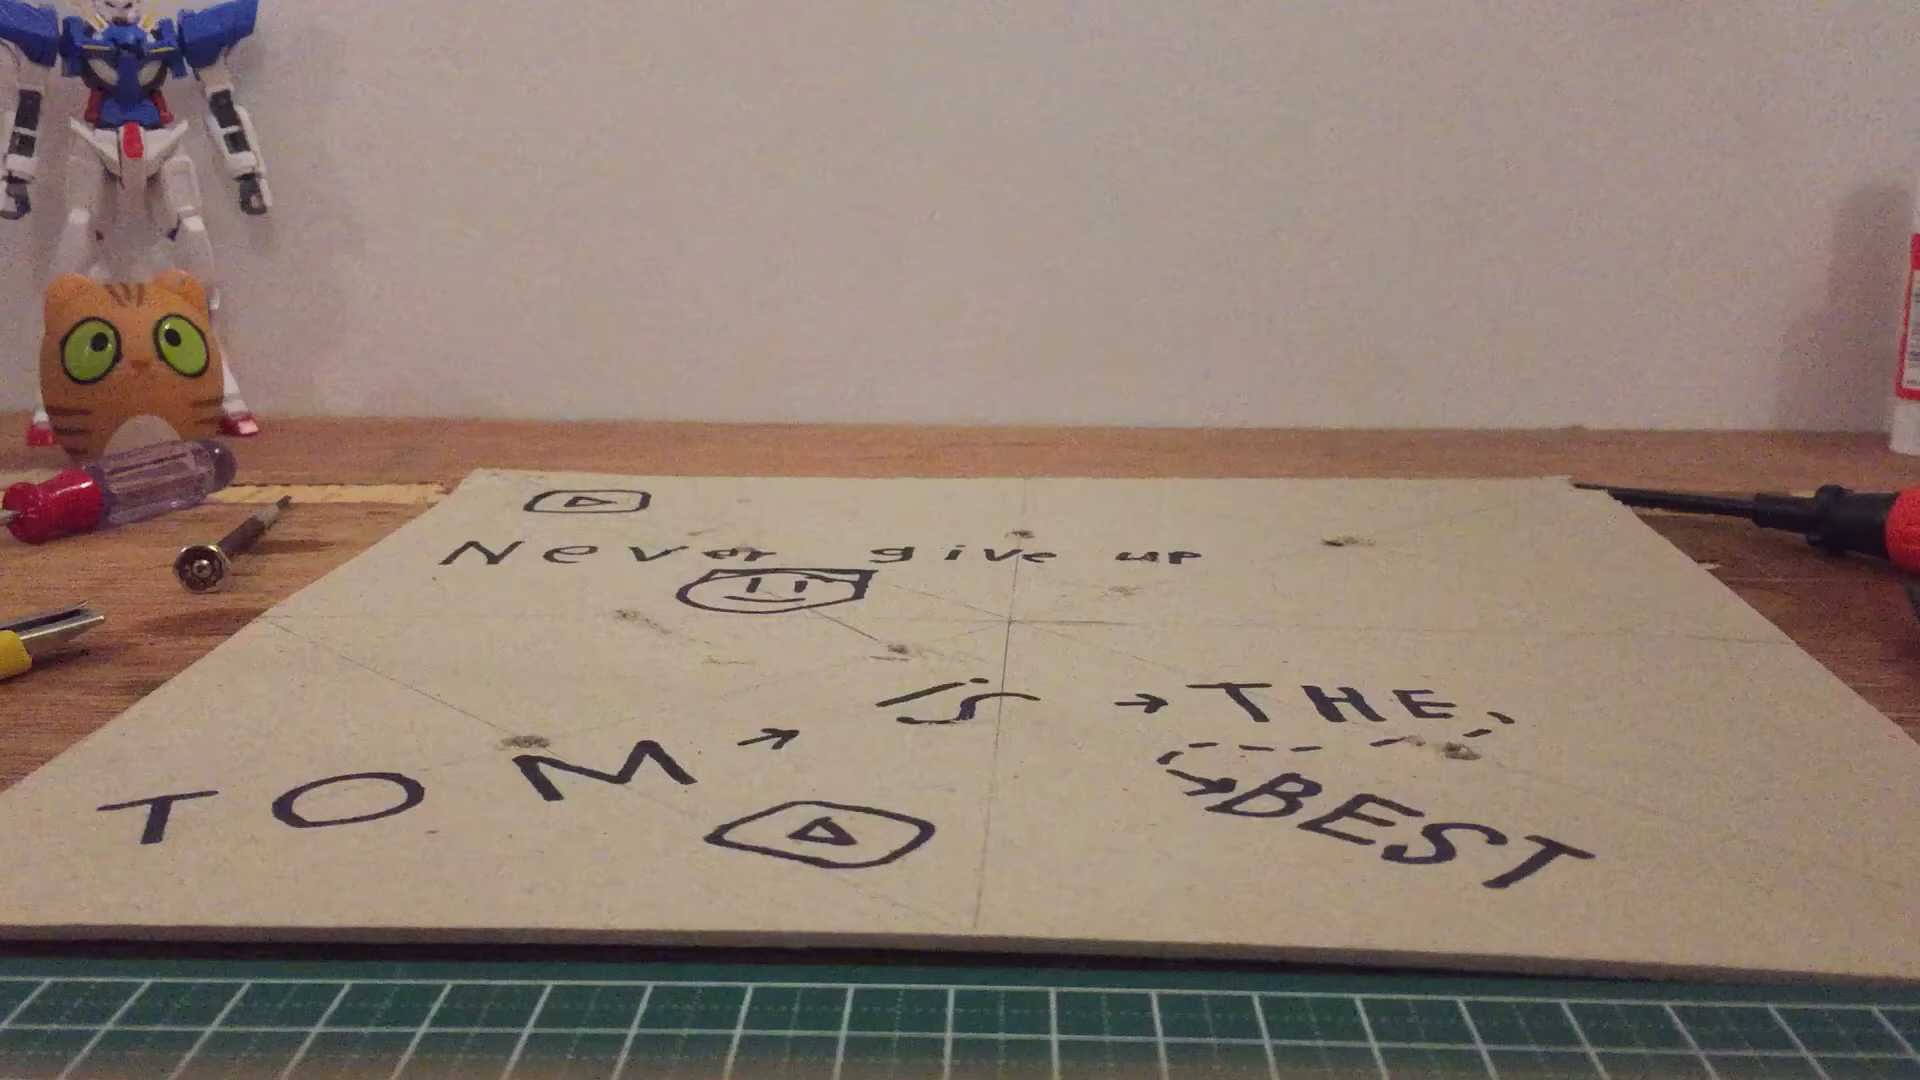 Never give up
TOM → is → THE
BEST